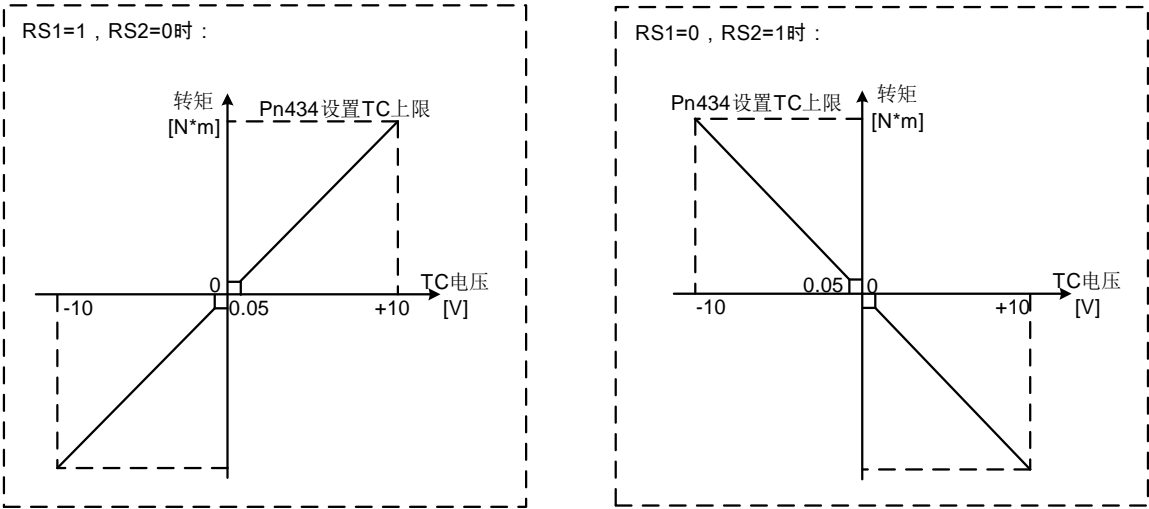 RS1=1，RS2=0时：
转矩
[N*m]
Pn434设置TC上限
0
TC电压
-10
0.05
+10
[V]
RS1=0，RS2=1时：
Pn434设置TC上限
转矩
[N*m]
0.05
0
TC电压
-10
+10
[V]